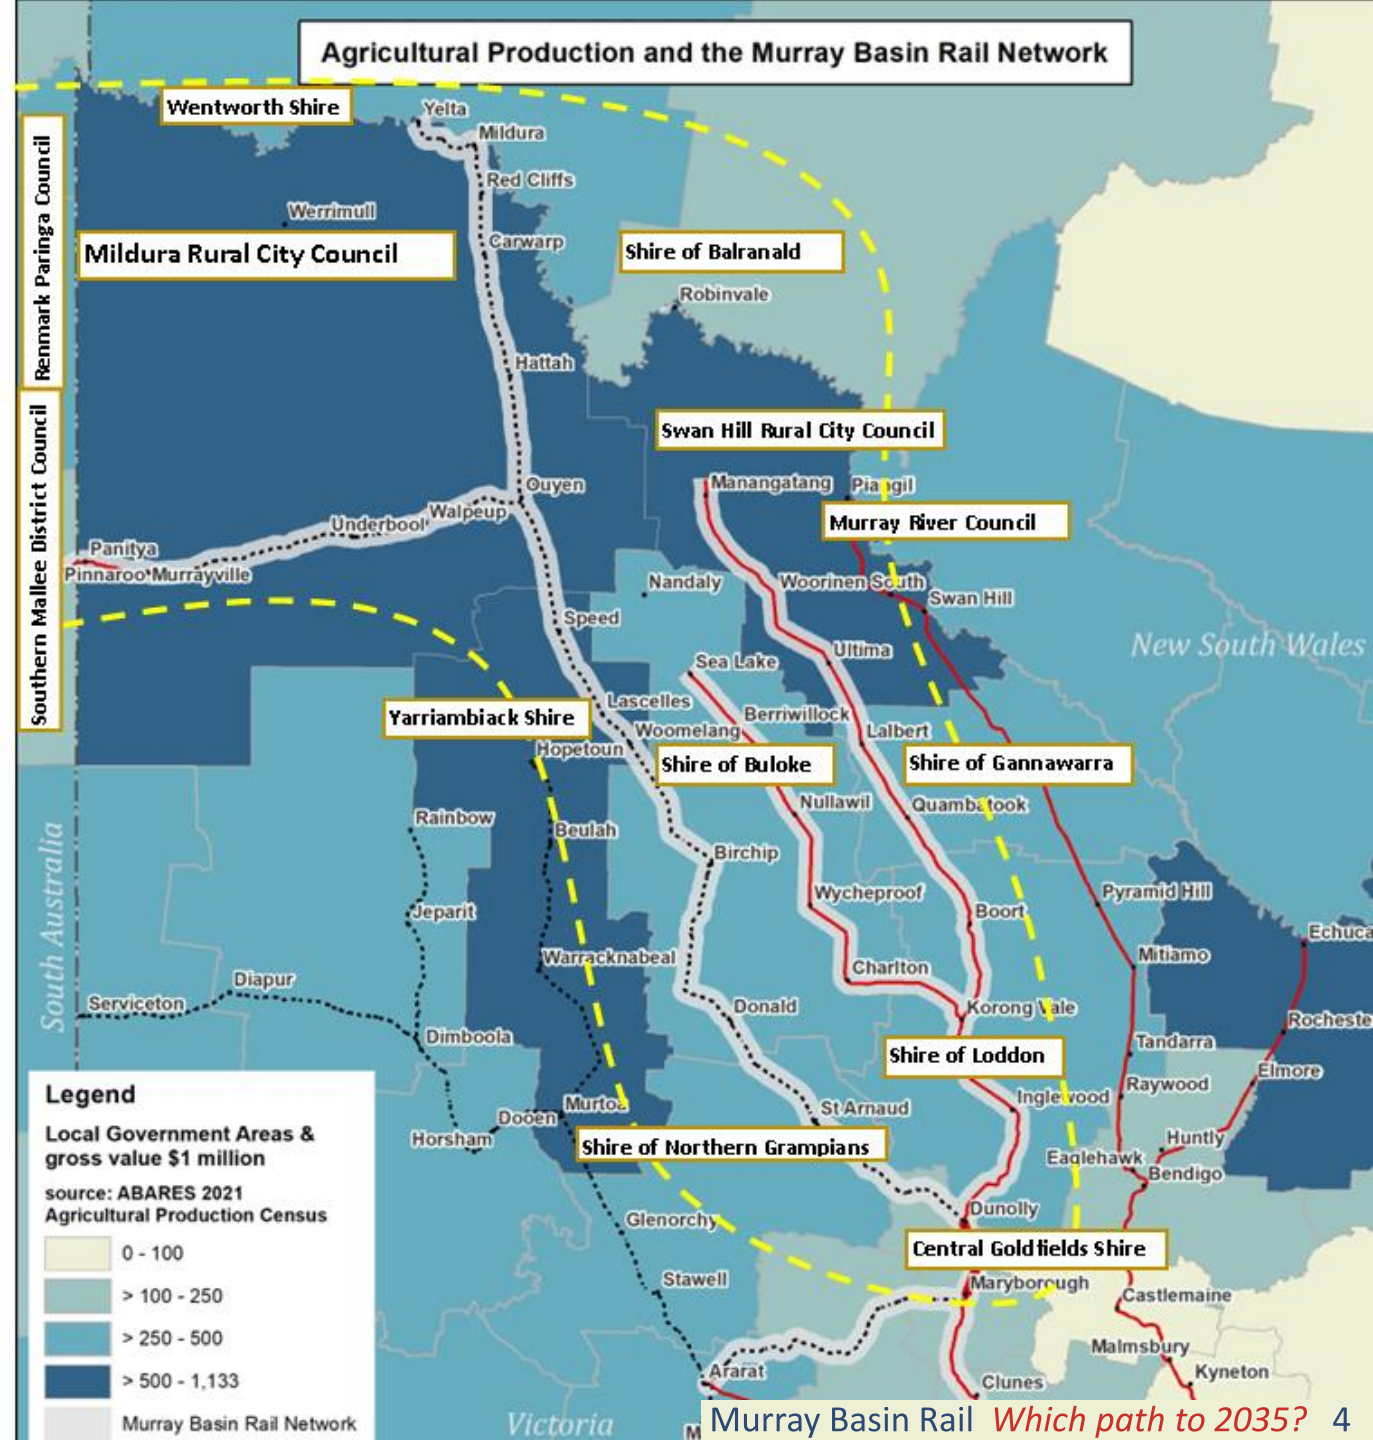 Agricultural Production and the Murray Basin Rail Network
Wentworth Shire
Yelta
Mildura
Red Cliffs
Renmark Paringa Council
Werrimull
Carwarp
Mildura Rural City Council
Shire of Balranald
Robinvale
Hattah
Southern Mallee District Council
Swan Hill Rural City Council
Ouyen
Manangatang
Piangil
Walpeup
Underbool
Murray River Council
Panitya
Pinnaroo
Murrayville
Nandaly
Woorinen South
Swan Hill
Speed
New South Wales
Ultima
Sea Lake
Lascelles
Berriwillock
Yarriambiack Shire
Woomelang
Lalbert
Hopetoun
Shire of Buloke
Shire of Gannawarra
Nullawil
Quambatook
Rainbow
Beulah
Birchip
South Australia
Wycheproof
Pyramid Hill
Jeparit
Boort
Echuca
Warracknabeal
Mitiamo
Charlton
Diapur
Serviceton
Donald
Korong Vale
Rocheste
Dimboola
Tandarra
Shire of Loddon
Elmore
Raywood
Inglewood
Murtoa
Dooen
St Arnaud
Horsham
Huntly
Shire of Northern Grampians
Eaglehawk
Bendigo
Dunolly
Glenorchy
Central Goldfields Shire
Stawell
Maryborough
Castlemaine
Malmsbury
Ararat
Kyneton
Clunes
Victoria
M
Legend
Local Government Areas &
gross value $1 million
source: ABARES 2021
Agricultural Production Census
0 - 100
> 100 - 250
> 250 - 500
> 500 - 1,133
Murray Basin Rail Network
Murray Basin Rail Which path to 2035? 4